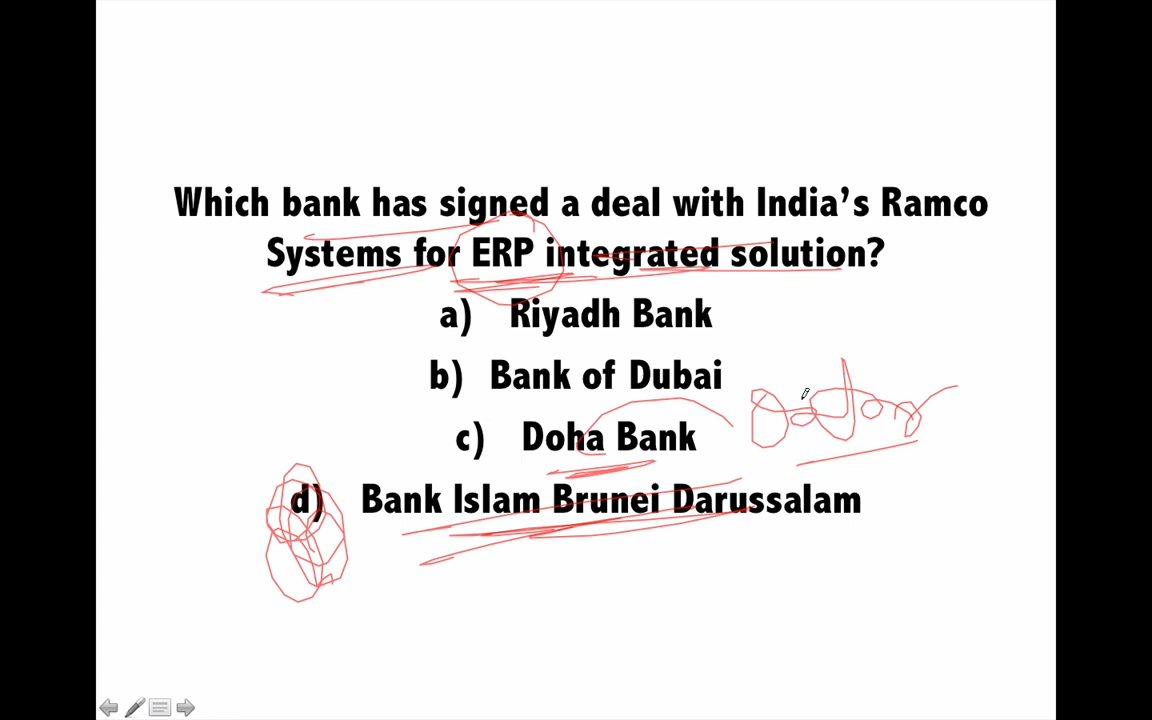 Which bank has signed a deal with India’s Ramco
Systems for ERP integrated solution?
a) Riyadh Bank
b) Bank of Dubai
c) Doha Bank
d) Bank Islam Brunei Darussalam